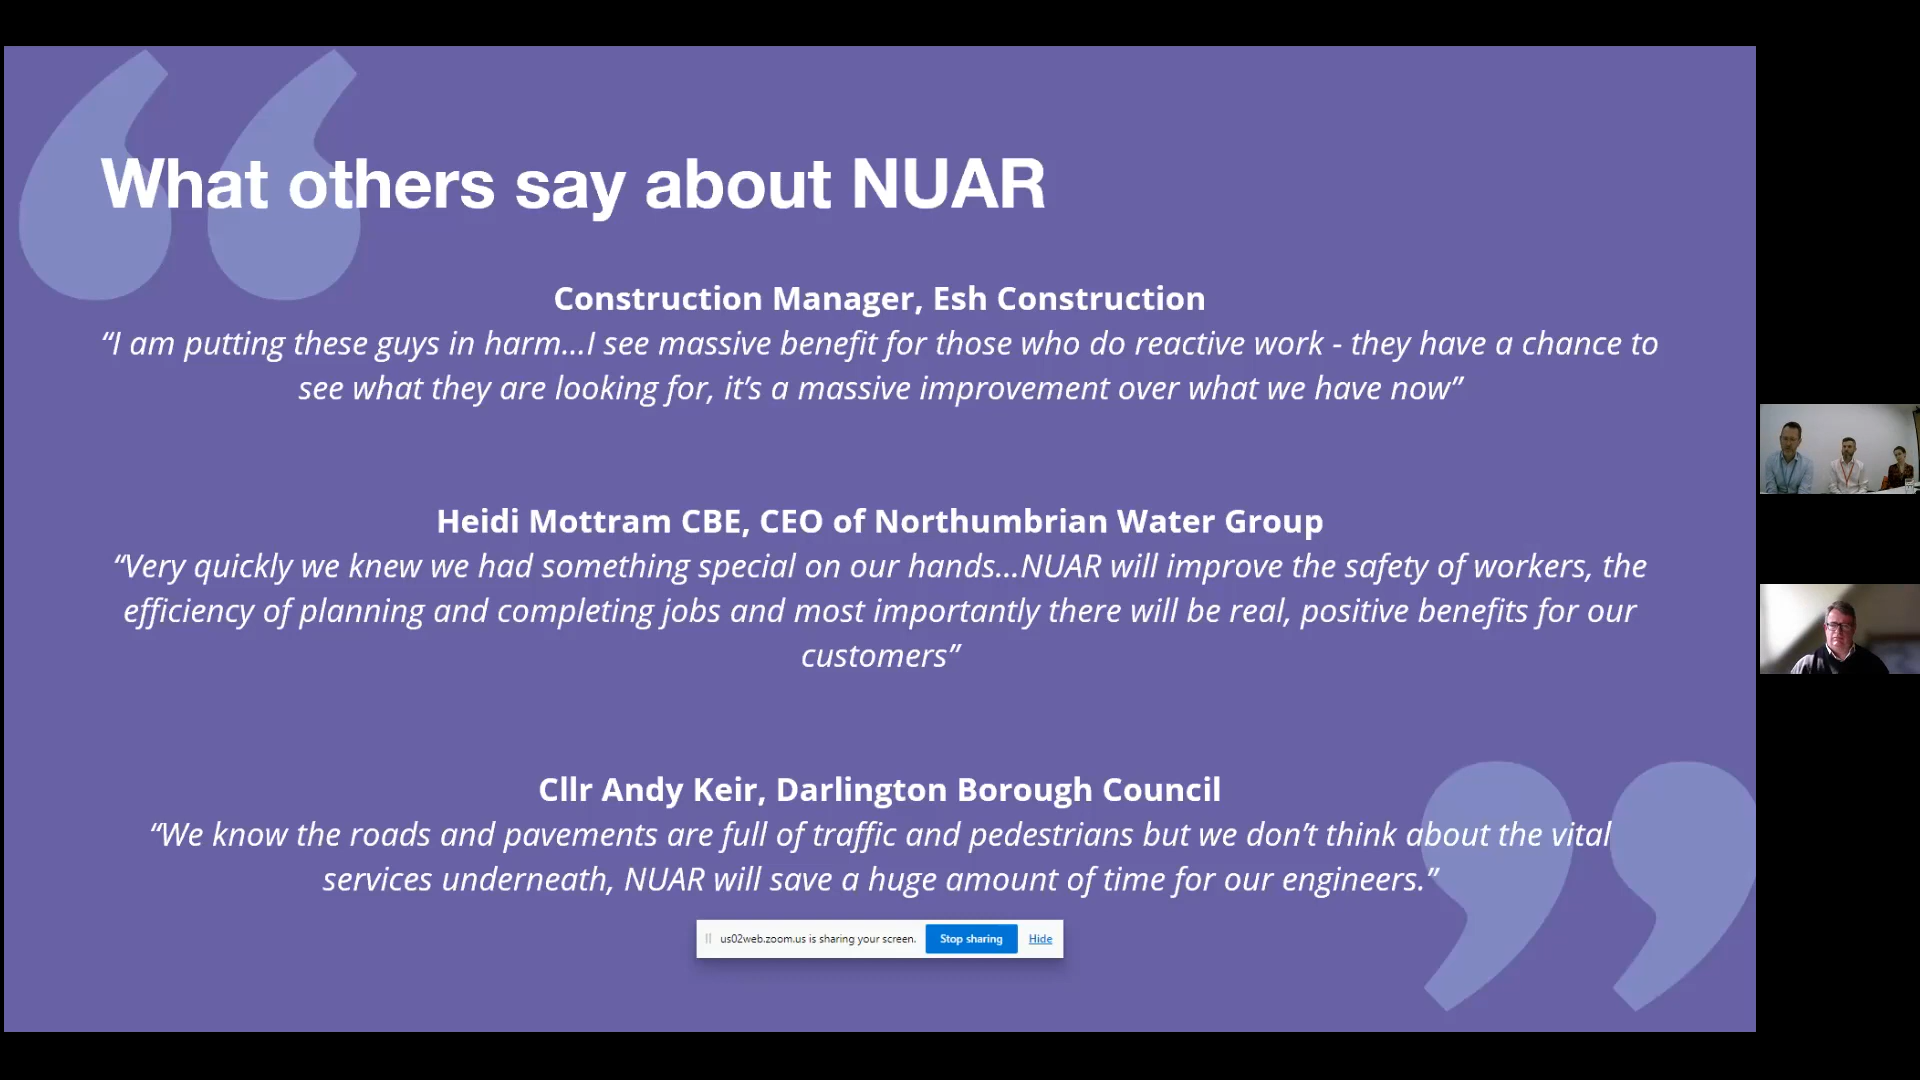 What others say about NUAR
Construction Manager, Esh Construction
“I am putting these guys in harm...I see massive benefit for those who do reactive work - they have a chance to
see what they are looking for, it’s a massive improvement over what we have now”
Heidi Mottram CBE, CEO of Northumbrian Water Group
“Very quickly we knew we had something special on our hands...NUAR will improve the safety of workers, the
efficiency of planning and completing jobs and most importantly there will be real, positive benefits for our
customers”
Cllr Andy Keir, Darlington Borough Council
“We know the roads and pavements are full of traffic and pedestrians but we don’t think about the vital
services underneath, NUAR will save a huge amount of time for our engineers.”
us02web.zoom.us is sharing your screen. Stop sharing Hide